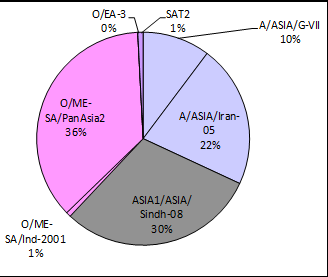 O/EA-3
0%
SAT2
1%
A/ASIA/G-VII
10%
A/ASIA/Iran-
05
22%
ASIA1/ASIA/
Sindh-08
30%
O/ME-
SA/Ind-2001
1%
O/ME-
SA/PanAsia2
36%